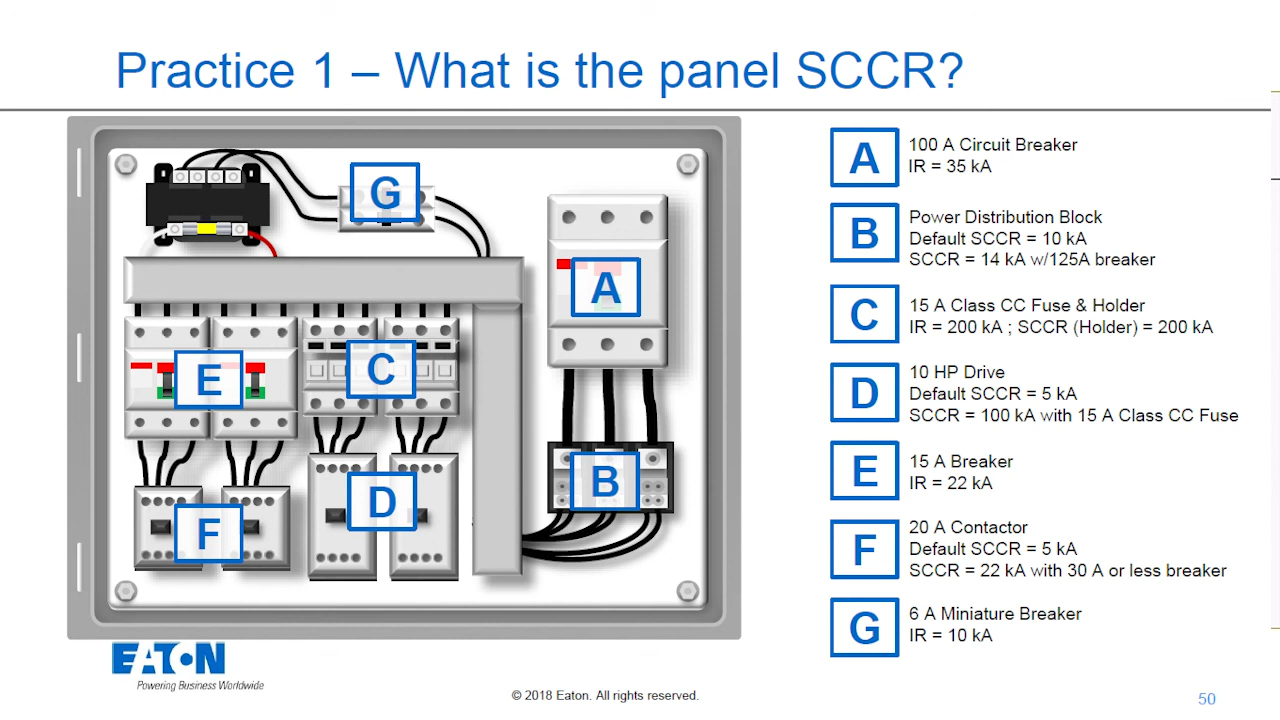 Practice 1 – What is the panel SCCR?
G
A
E
C
B
D
F
A
100 A Circuit Breaker
IR = 35 kA
B
Power Distribution Block
Default SCCR = 10 kA
SCCR = 14 kA w/125A breaker
C
15 A Class CC Fuse & Holder
IR = 200 kA ; SCCR (Holder) = 200 kA
D
10 HP Drive
Default SCCR = 5 kA
SCCR = 100 kA with 15 A Class CC Fuse
E
15 A Breaker
IR = 22 kA
F
20 A Contactor
Default SCCR = 5 kA
SCCR = 22 kA with 30 A or less breaker
G
6 A Miniature Breaker
IR = 10 kA
EATON
Powering Business Worldwide
© 2018 Eaton. All rights reserved.
50